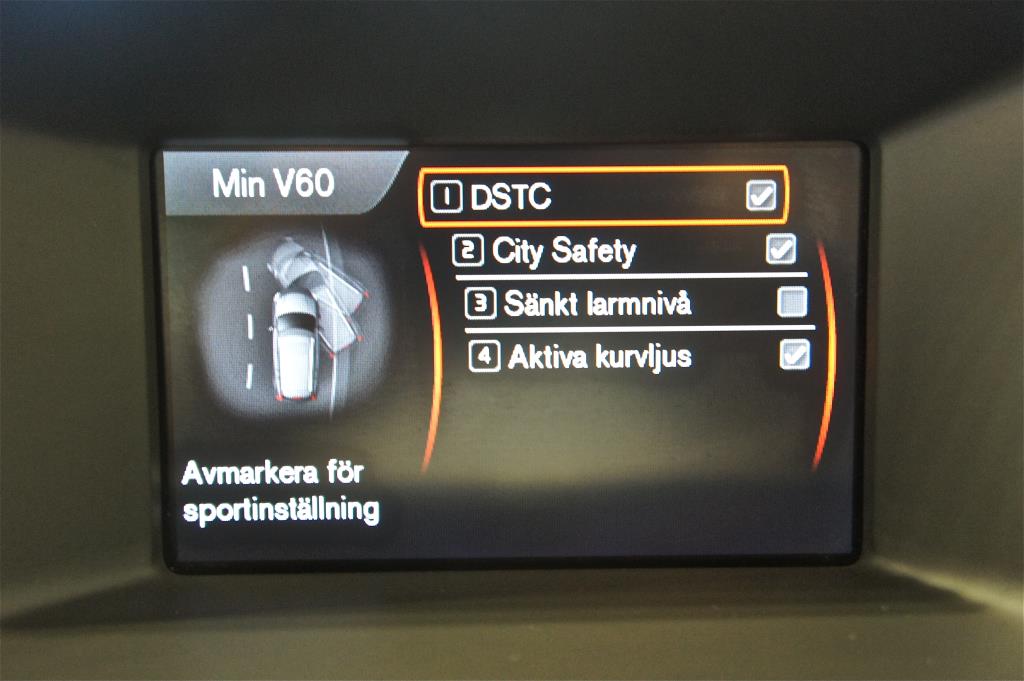 Min V60
1 DSTC
2 City Safety
3 Sänkt larmnivå
4 Aktiva kurvljus
Avmarkera för
sportinställning